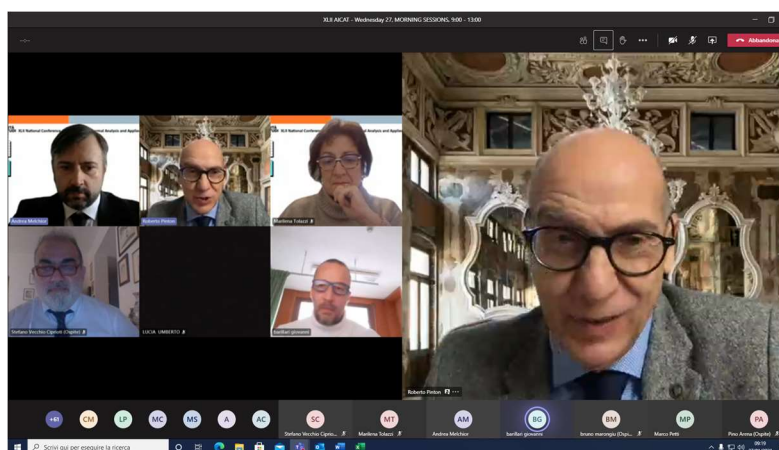 XLII AICAT - Wednesday 27, MORNING SESSIONS, 9:00 - 13:00
Abbandona
XLII National Conference
Andrea Melchior
Roberto Pinton
Marilena Tolazzi
Stefano Vecchio Ciprioti (Ospite)
LUCIA UMBERTO
barillari giovanni
Roberto Pinton
+61
CM
LP
MC
MS
A
AC
SC
MT
AM
BG
BM
MP
PA
Stefano Vecchio Ciprio...
Marilena Tolazzi
Andrea Melchior
barillari giovanni
bruno marongiu (Ospi...
Marco Petti
Pino Arena (Ospite)
Scrivi qui per eseguire la ricerca
09:19